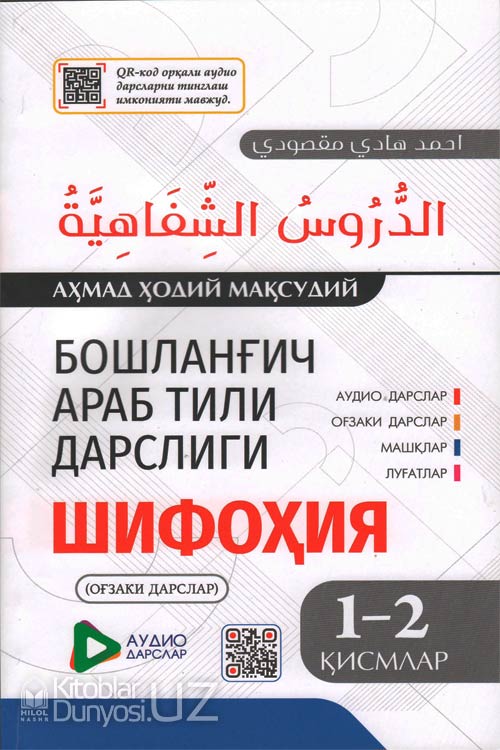 QR-код орқали аудио
дарсларни тинглаш
имконияти мавжуд.
احمد هادي مقصودي
الدُّرُوسُ الشِّفَاهِيَّةُ
АҲМАД ҲОДИЙ МАҚСУДИЙ
БОШЛАНҒИЧ
АРАБ ТИЛИ
ДАРСЛИГИ
АУДИО ДАРСЛАР
ОҒЗАКИ ДАРСЛАР
МАШҚЛАР
ЛУҒАТЛАР
ШИФОҲИЯ
(ОҒЗАКИ ДАРСЛАР)
АУДИО
ДАРСЛАР
1–2
ҚИСМЛАР
HILOL
NASHR
Kitoblar
Dunyosi.UZ